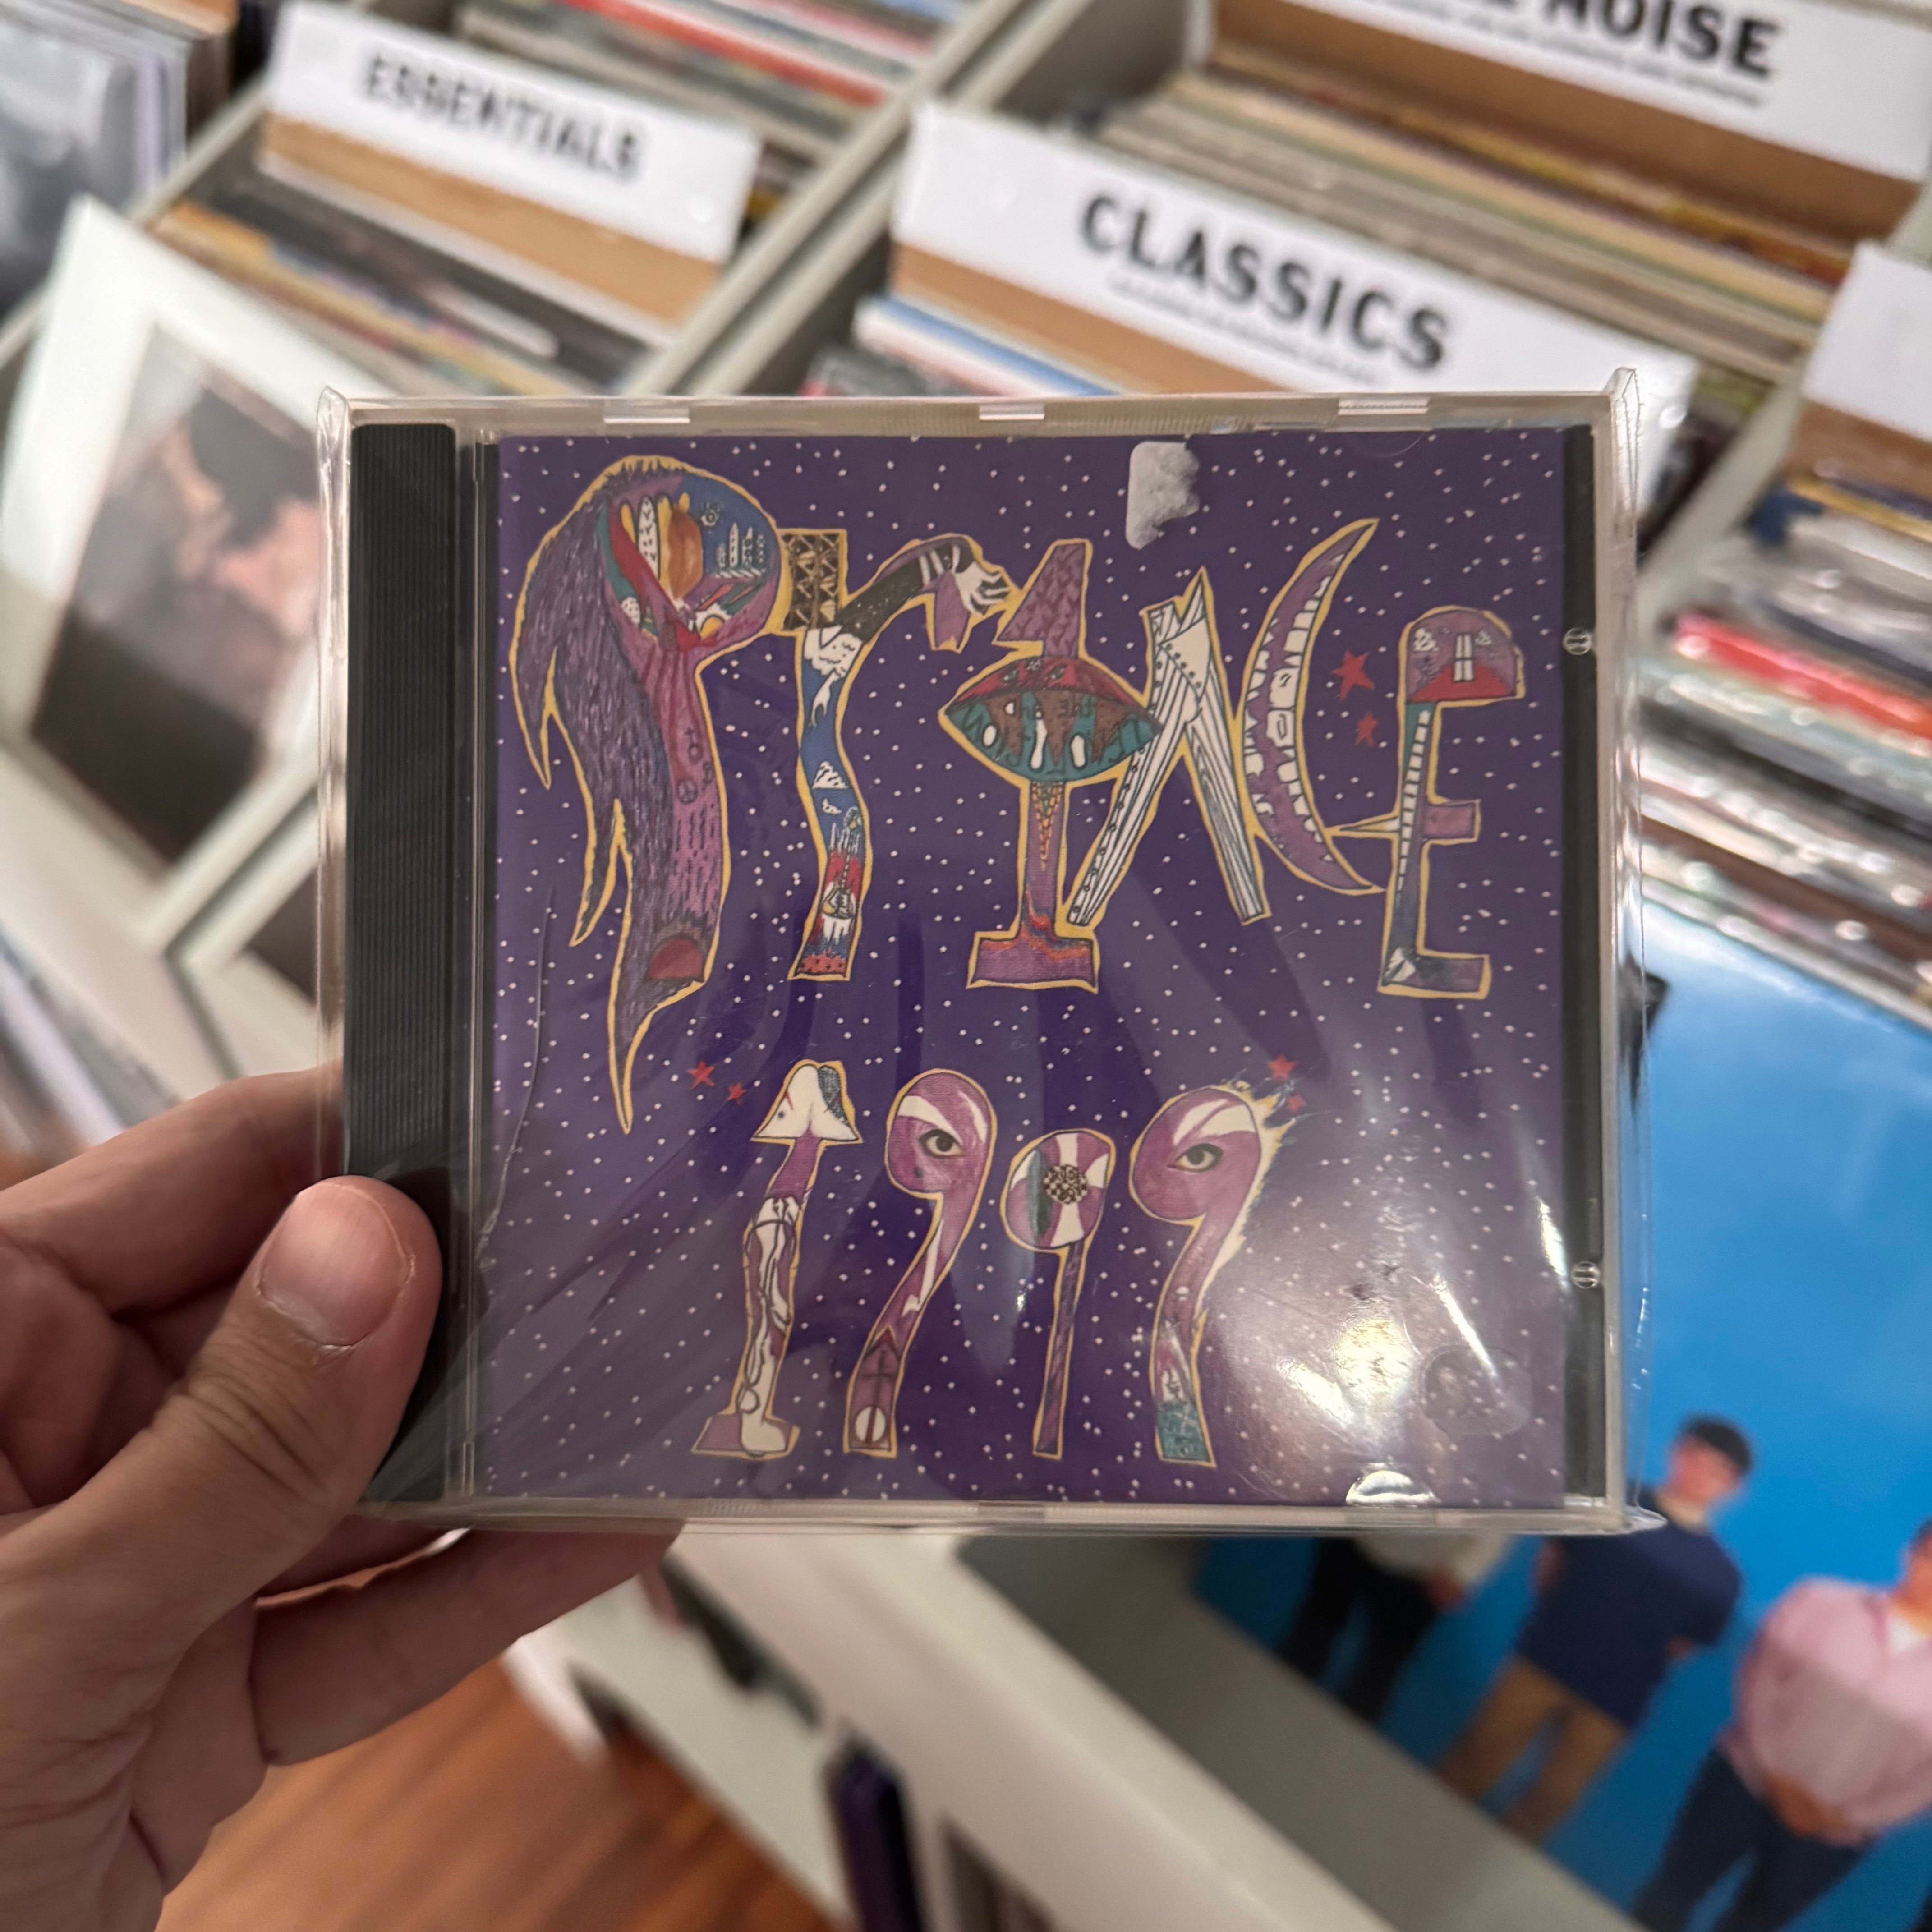 ESSENTIALS
NOISE
CLASSICS
PrINCE
1999